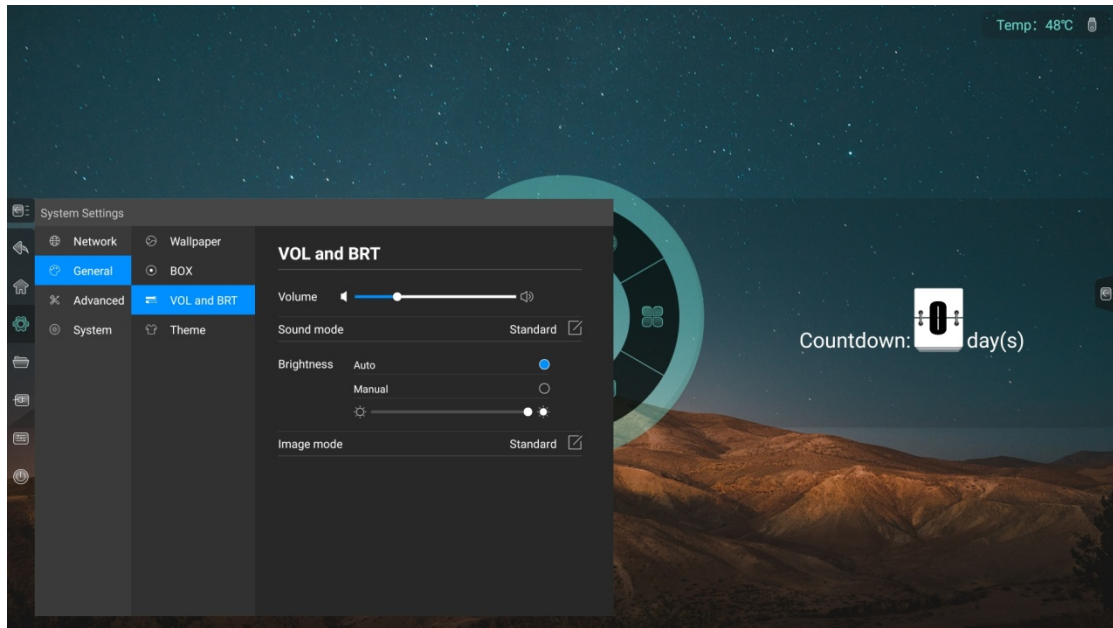 Temp: 48℃
System Settings
Network
General
Advanced
System
Wallpaper
BOX
VOL and BRT
Theme
VOL and BRT
Volume
Sound mode Standard
Brightness Auto
Manual
Image mode Standard
Countdown: 0 day(s)